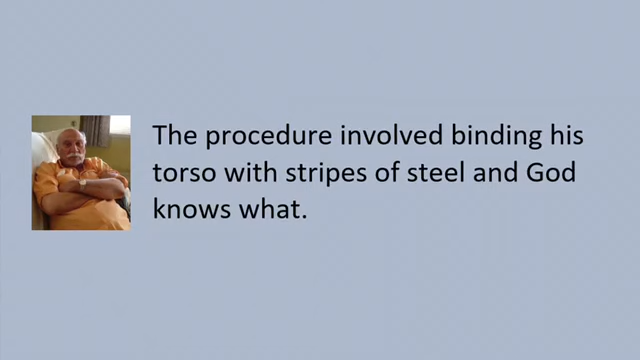 The procedure involved binding his
torso with stripes of steel and God
knows what.